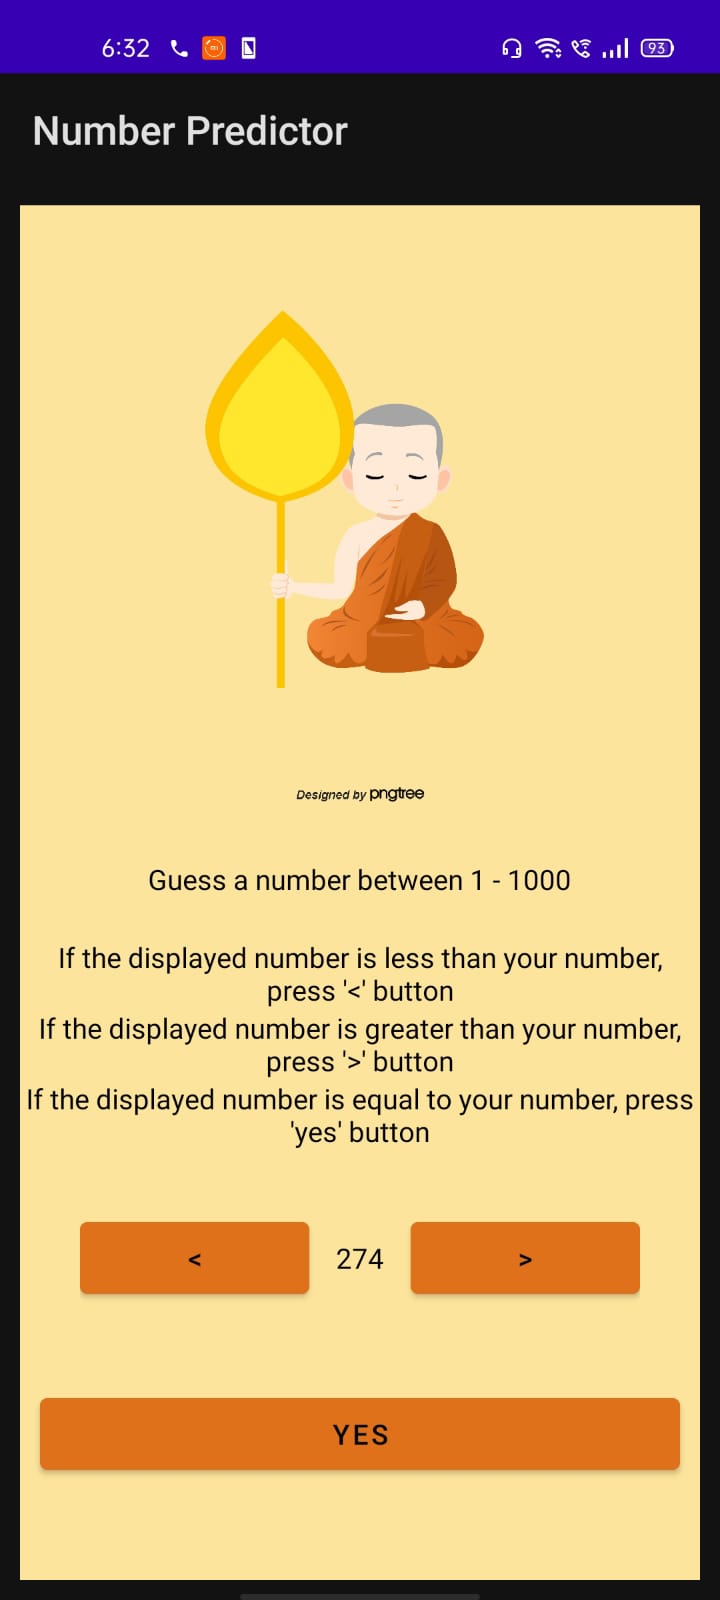 6:32
93
Number Predictor
Designed by pngtree
Guess a number between 1 - 1000
If the displayed number is less than your number,
press '<' button
If the displayed number is greater than your number,
press '>' button
If the displayed number is equal to your number, press
'yes' button
< 274 >
YES